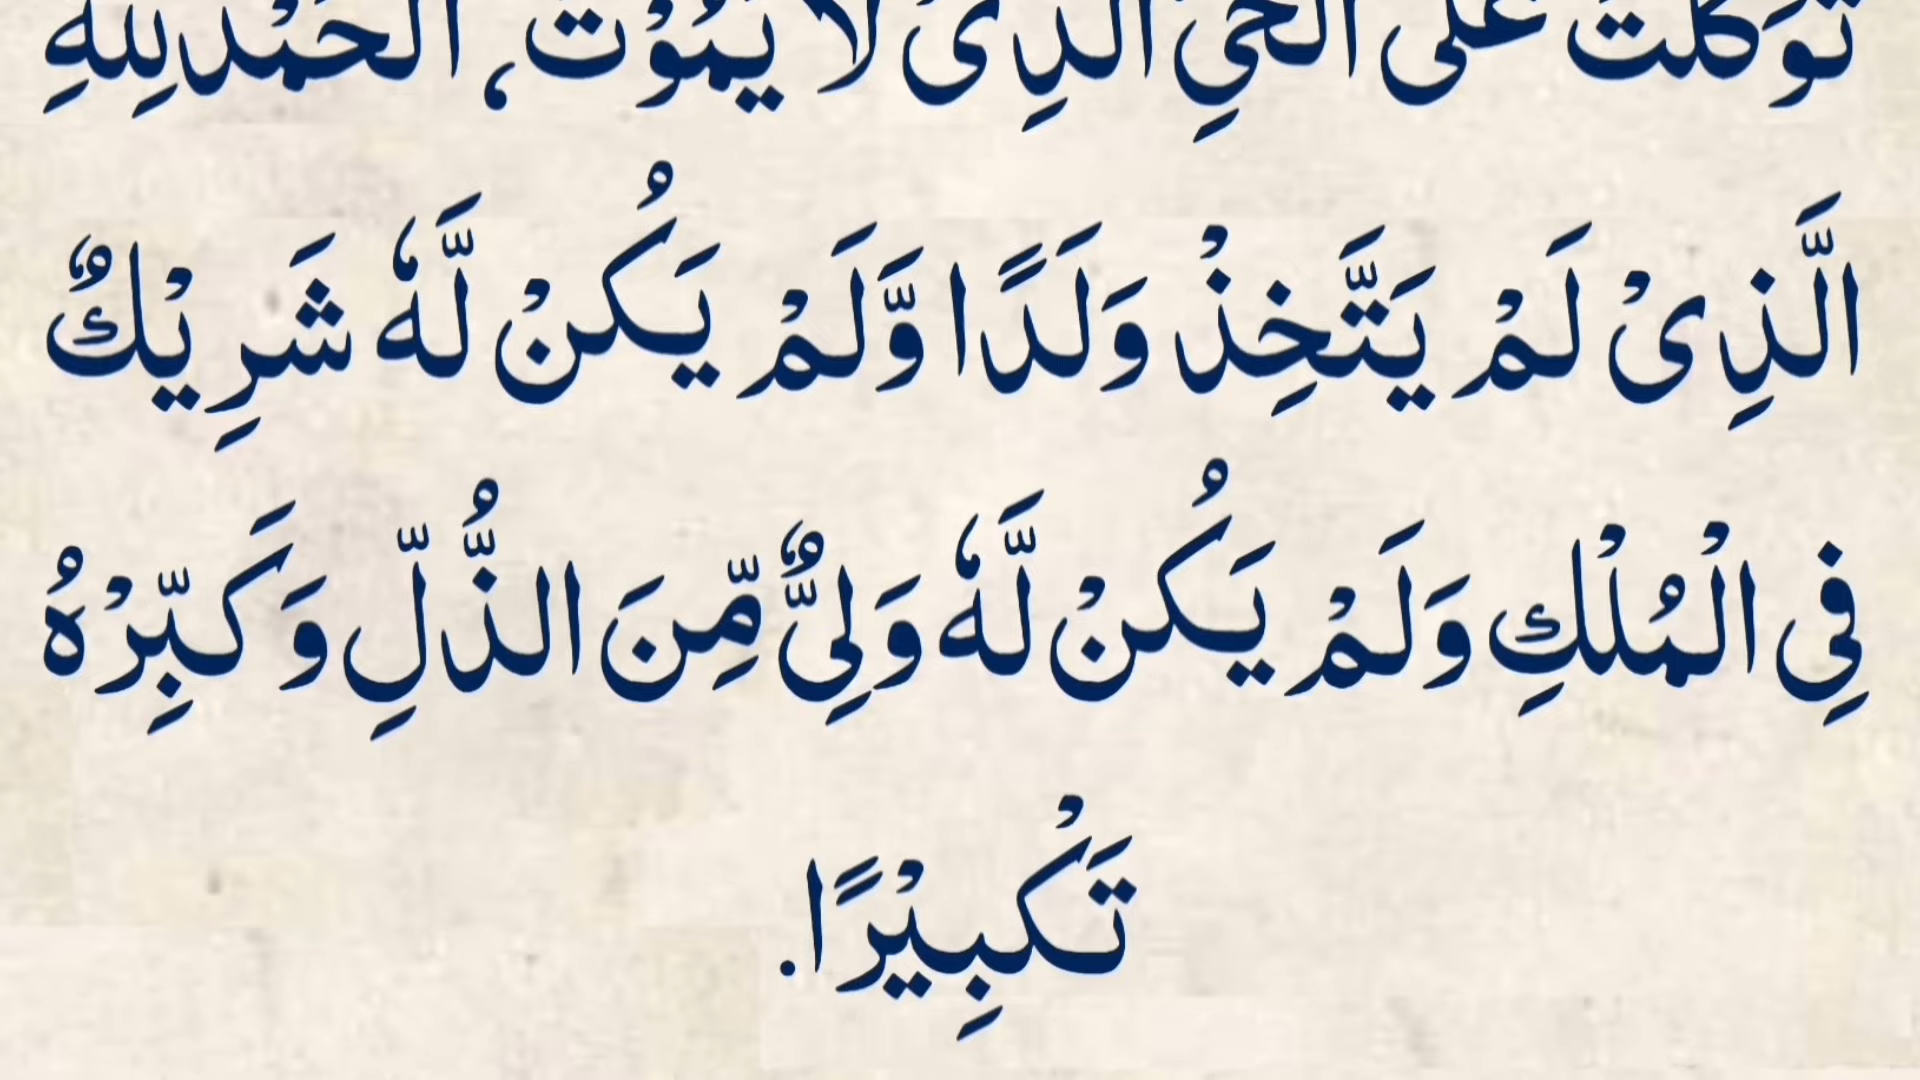 تَوَكَّلْتُ عَلَى الْحَيِّ الَّذِىْ لَا يَمُوْتُ، اَلْحَمْدُ لِلّٰهِ
الَّذِىْ لَمْ يَتَّخِذْ وَلَدًا وَّلَمْ يَكُنْ لَّهٗ شَرِيْكٌ
فِى الْمُلْكِ وَلَمْ يَكُنْ لَّهٗ وَلِىٌّ مِّنَ الذُّلِّ وَكَبِّرْهُ
تَكْبِيْرًا.